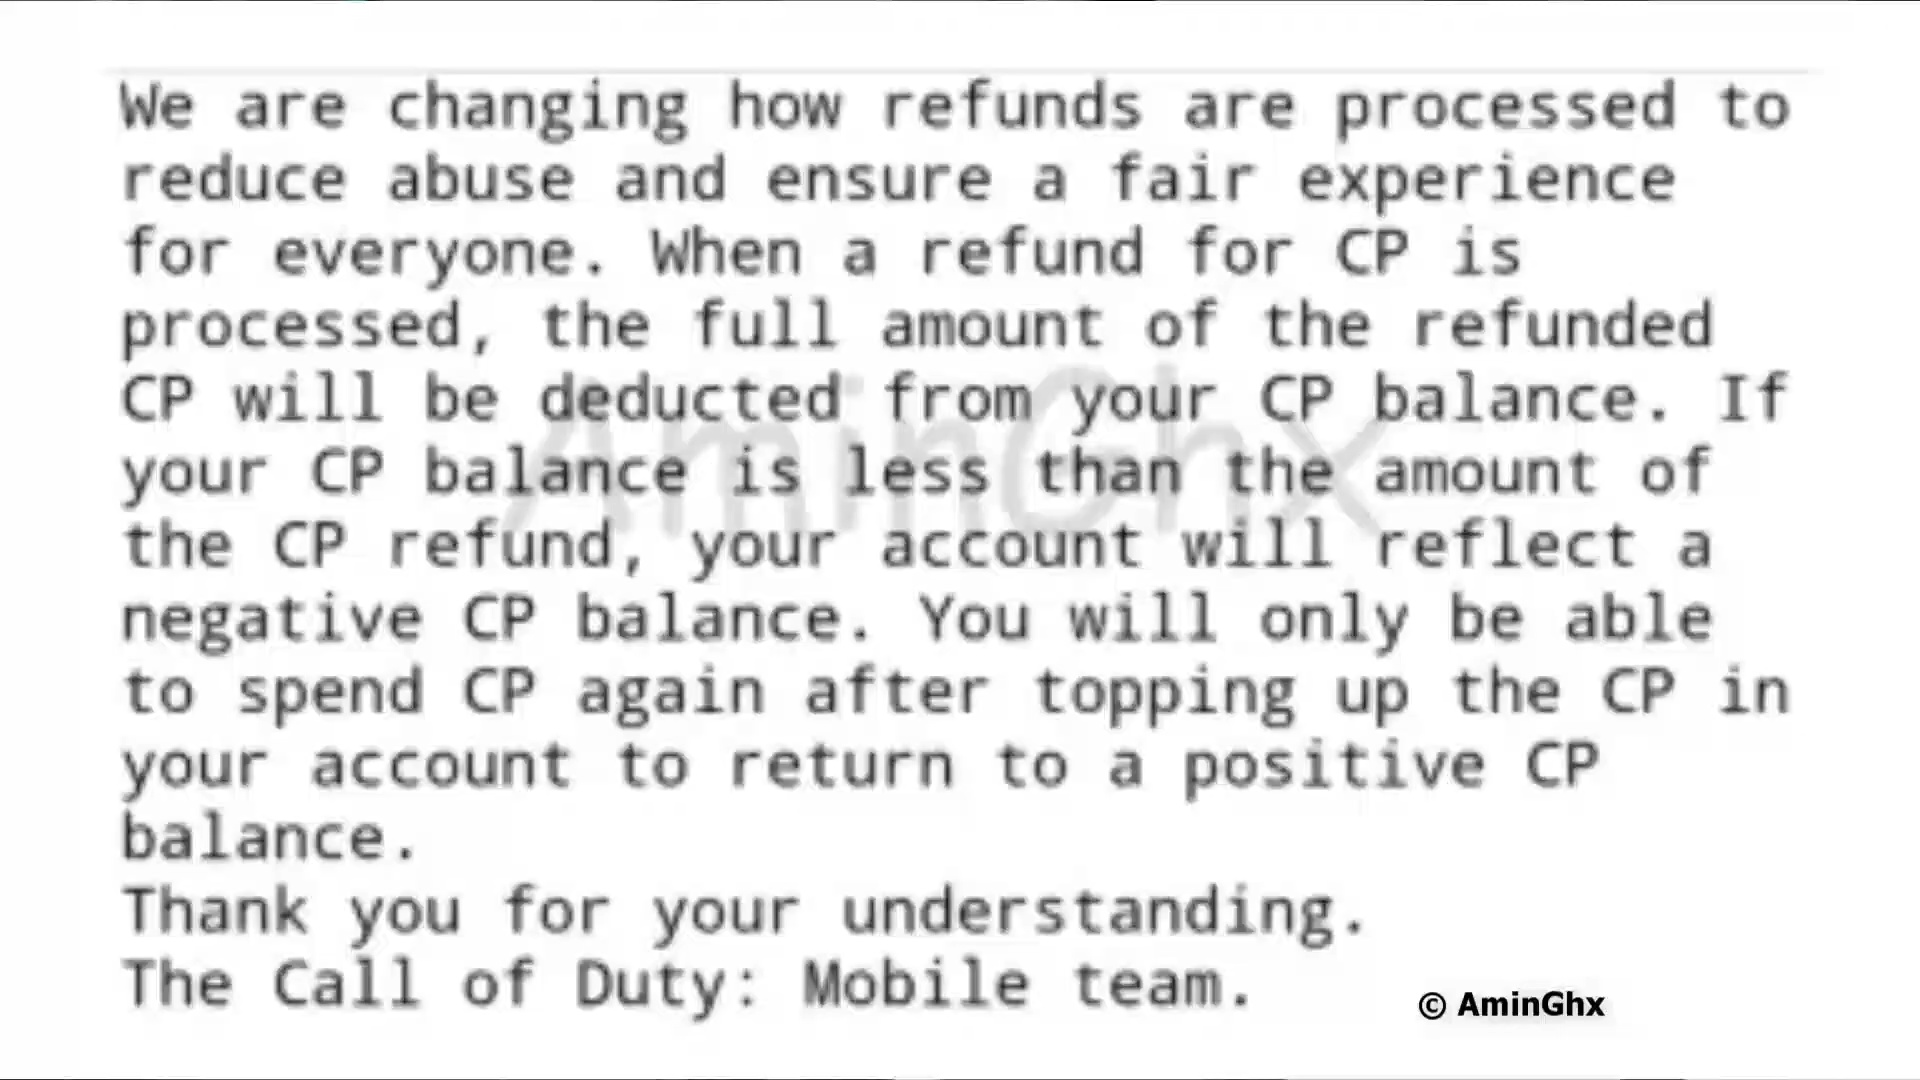 We are changing how refunds are processed to
reduce abuse and ensure a fair experience
for everyone. When a refund for CP is
processed, the full amount of the refunded
CP will be deducted from your CP balance. If
your CP balance is less than the amount of
the CP refund, your account will reflect a
negative CP balance. You will only be able
to spend CP again after topping up the CP in
your account to return to a positive CP
balance.
Thank you for your understanding.
The Call of Duty: Mobile team.
© AminGhx
AminGhx